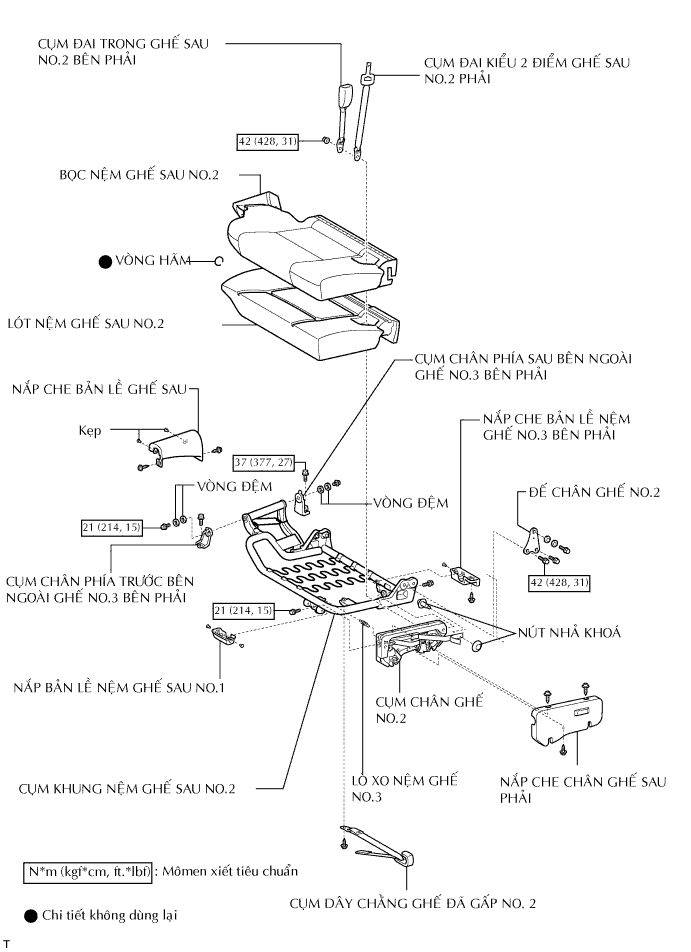 CỤM ĐAI TRONG GHẾ SAU
NO.2 BÊN PHẢI
CỤM ĐAI KIỂU 2 ĐIỂM GHẾ SAU
NO.2 PHẢI
42 (428, 31)
BỌC NỆM GHẾ SAU NO.2
VÒNG HÃM
LÓT NỆM GHẾ SAU NO.2
CỤM CHÂN PHÍA SAU BÊN NGOÀI
GHẾ NO.3 BÊN PHẢI
NẮP CHE BẢN LỀ GHẾ SAU
NẮP CHE BẢN LỀ NỆM
GHẾ NO.3 BÊN PHẢI
Kẹp
37 (377, 27)
VÒNG ĐỆM
VÒNG ĐỆM
ĐẾ CHÂN GHẾ NO.2
21 (214, 15)
CỤM CHÂN PHÍA TRƯỚC BÊN
NGOÀI GHẾ NO.3 BÊN PHẢI
42 (428, 31)
21 (214, 15)
NÚT NHẢ KHOÁ
NẮP BẢN LỀ NỆM GHẾ SAU NO.1
CỤM CHÂN GHẾ
NO.2
CỤM KHUNG NỆM GHẾ SAU NO.2
LÒ XO NỆM GHẾ
NO.3
NẮP CHE CHÂN GHẾ SAU
PHẢI
N*m (kgf*cm, ft.*lbf) : Mômen xiết tiêu chuẩn
CỤM DÂY CHẰNG GHẾ ĐÃ GẤP NO. 2
Chi tiết không dùng lại
T